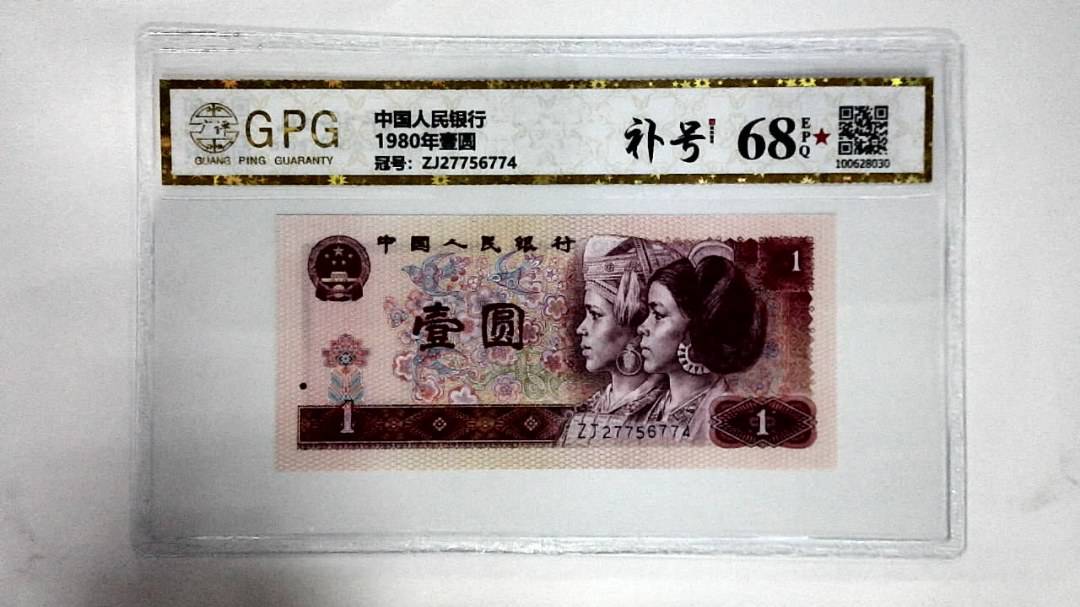 GPG
GUANG PING GUARANTY
中国人民银行
1980年壹圆
冠号: ZJ27756774
补号
68
EPQ
100628030
中国人民银行
1
壹圆
1
ZJ27756774
1